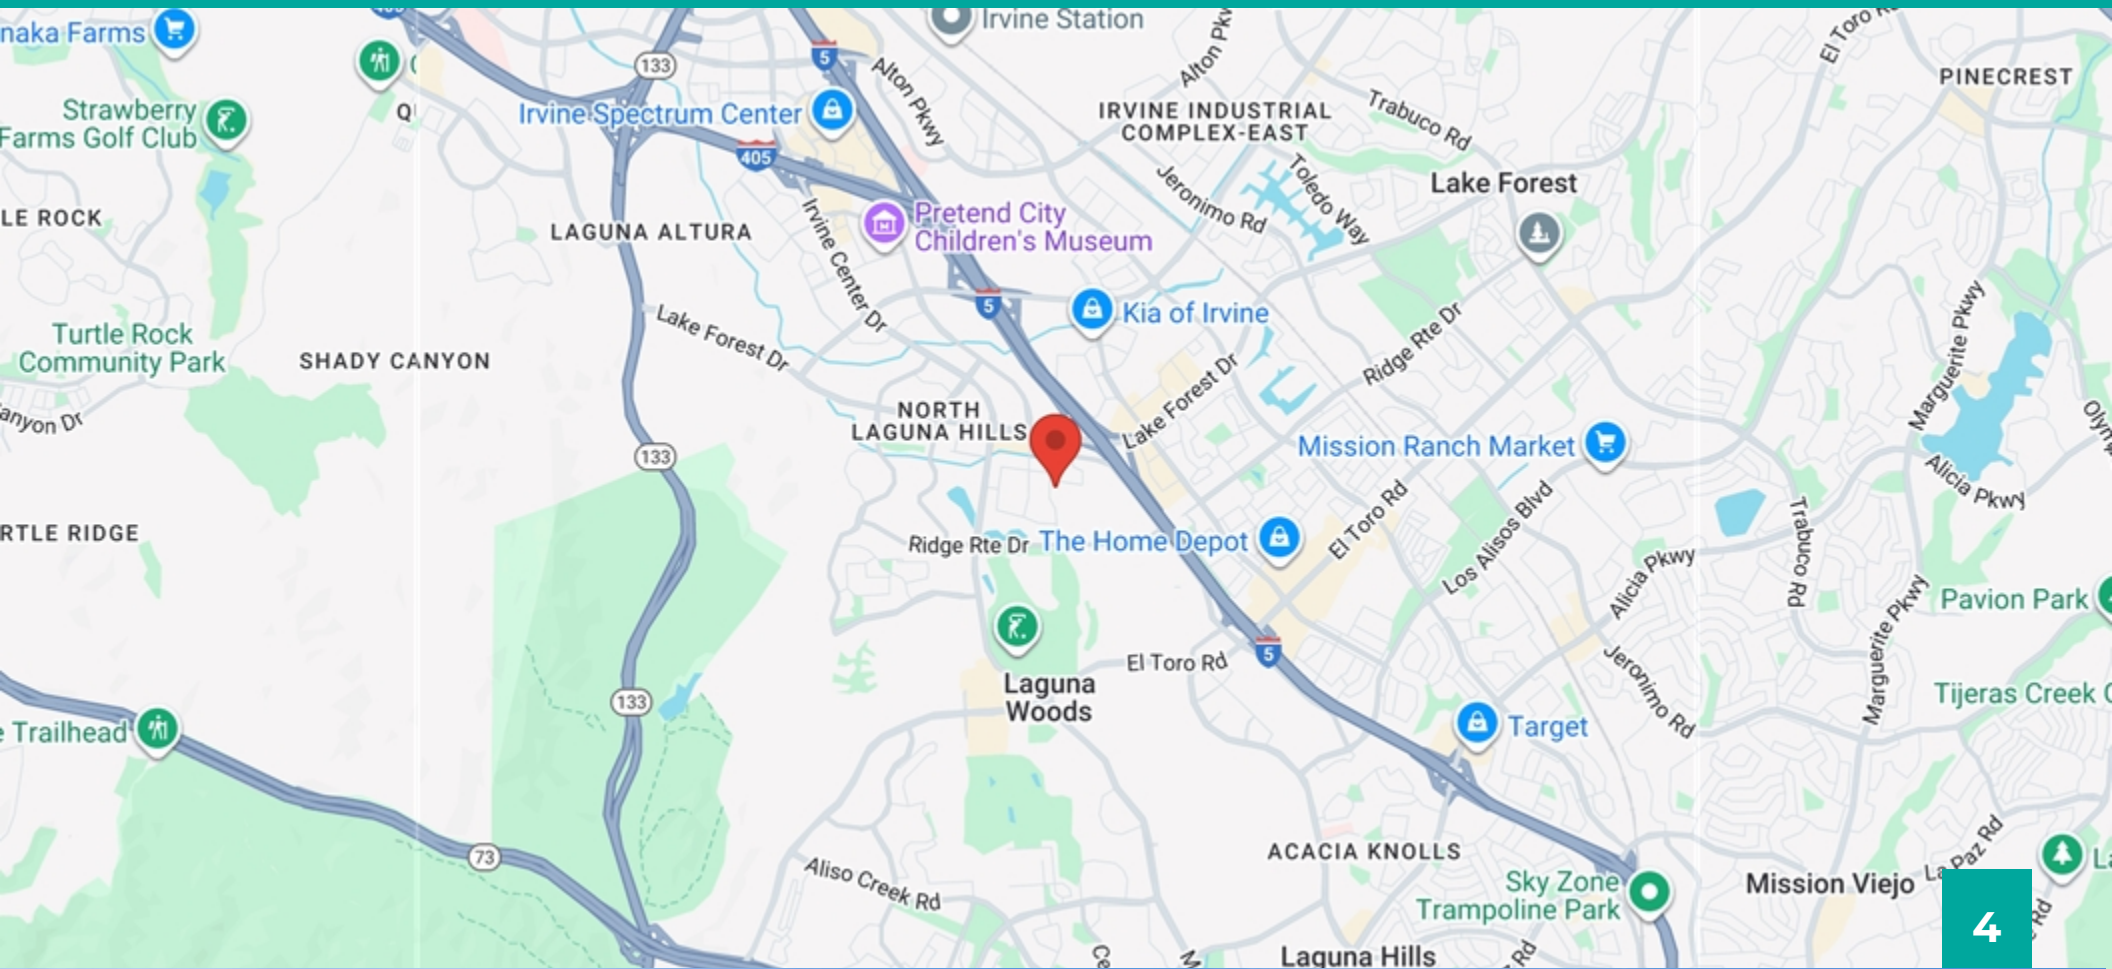 naka Farms
Irvine Station
El Toro
133
5
Alton Pkwy
Alton Pkw
PINECREST
Strawberry
Farms Golf Club
Irvine Spectrum Center
IRVINE INDUSTRIAL
COMPLEX-EAST
Trabuco Rd
405
Jeronimo Rd
Toledo Way
Lake Forest
LE ROCK
LAGUNA ALTURA
Irvine Center Dr
Pretend City
Children's Museum
5
Kia of Irvine
Lake Forest Dr
Ridge Rte Dr
Marguerite Pkwy
Turtle Rock
Community Park
SHADY CANYON
anyon Dr
NORTH
LAGUNA HILLS
Lake Forest Dr
Mission Ranch Market
133
Alicia Pkwy
RTLE RIDGE
Ridge Rte Dr
The Home Depot
El Toro Rd
Los Alisos Blvd
Alicia Pkwy
Trabuco Rd
Pavion Park
Marguerite Pkwy
El Toro Rd
5
Laguna
Woods
Jeronimo Rd
Tijeras Creek
133
e Trailhead
Target
73
Aliso Creek Rd
ACACIA KNOLLS
Sky Zone
Trampoline Park
Mission Viejo
La Paz Rd
Laguna Hills
Rd
Rd
4